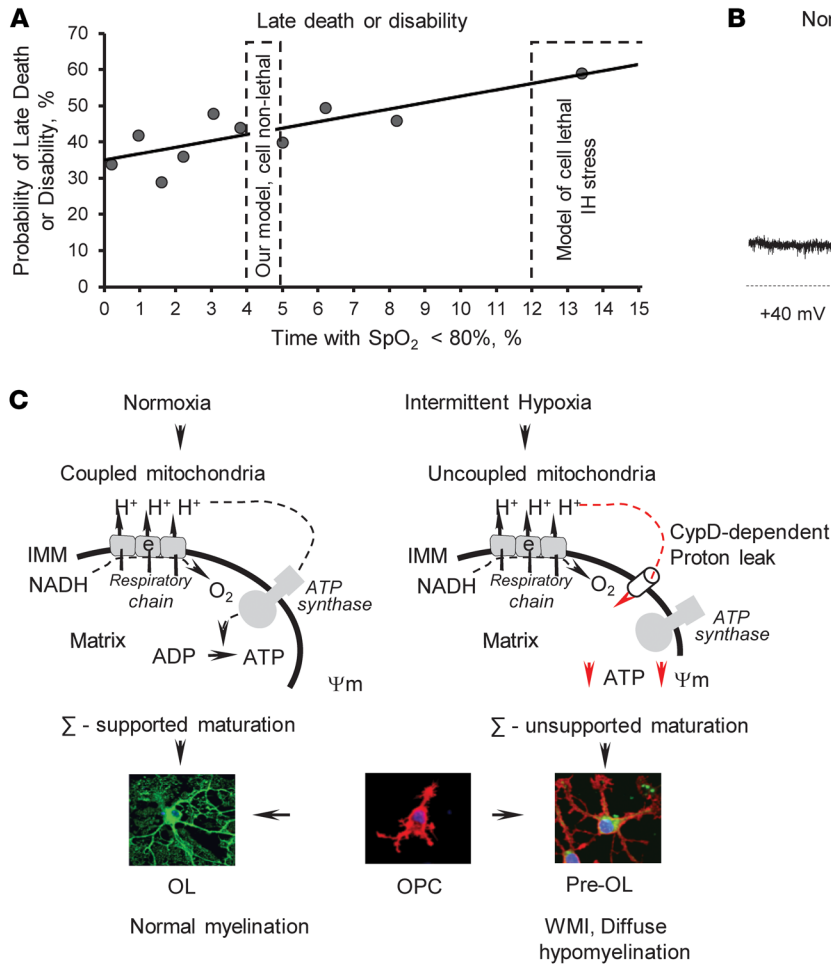 A
Late death or disability
B
Nor
Probability of Late Death
or Disability, %
70
60
50
40
30
20
10
0
Our model, cell non-lethal
Model of cell lethal
IH stress
0 1 2 3 4 5 6 7 8 9 10 11 12 13 14 15
Time with SpO₂ < 80%, %
+40 mV
C
Normoxia
Intermittent Hypoxia
Coupled mitochondria
Uncoupled mitochondria
H⁺ H⁺ H⁺
H⁺ H⁺ H⁺
CypD-dependent
Proton leak
IMM
e
IMM
e
NADH
Respiratory
chain
O₂
ATP
synthase
NADH
Respiratory
chain
O₂
ATP
synthase
Matrix
Matrix
ADP
ATP
Ψm
ATP
Ψm
∑ - supported maturation
∑ - unsupported maturation
OL
OPC
Pre-OL
Normal myelination
WMI, Diffuse
hypomyelination